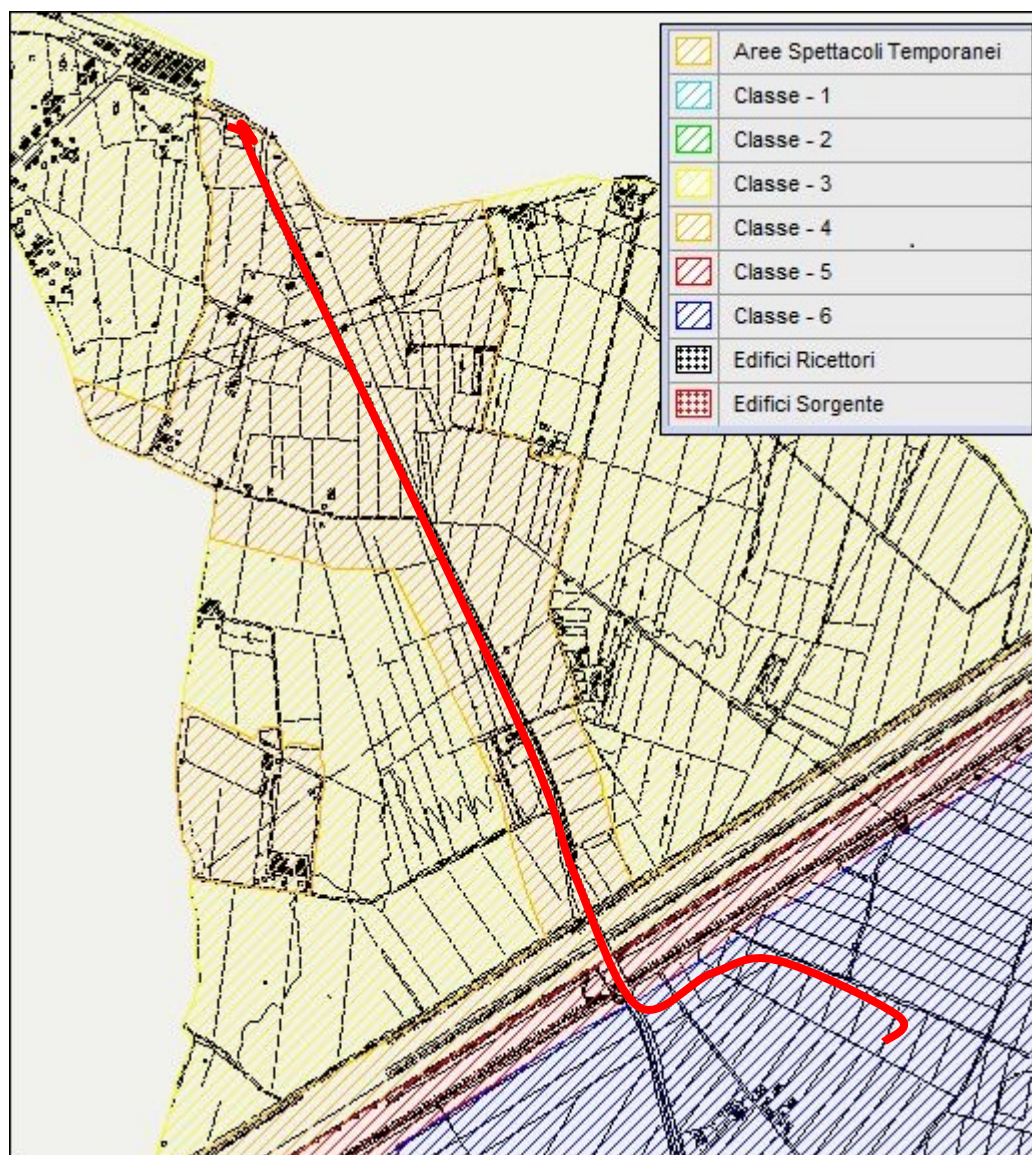 Aree Spettacoli Temporanei
Classe - 1
Classe - 2
Classe - 3
Classe - 4
Classe - 5
Classe - 6
Edifici Ricettori
Edifici Sorgente